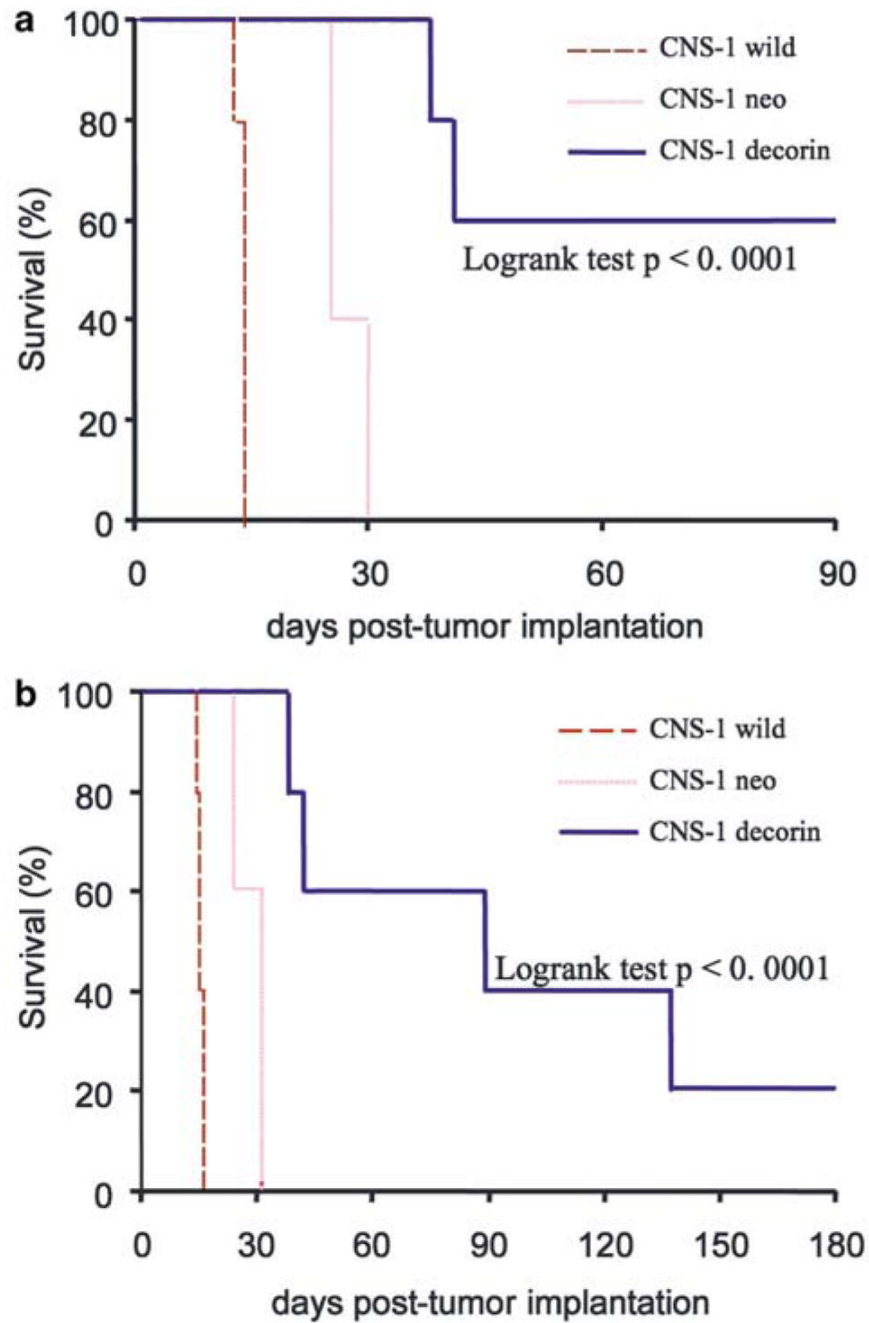 a
100
80
60
40
20
0
Survival (%)
CNS-1 wild
CNS-1 neo
CNS-1 decorin
Logrank test p < 0. 0001
0 30 60 90
days post-tumor implantation
b
100
80
60
40
20
0
Survival (%)
CNS-1 wild
CNS-1 neo
CNS-1 decorin
Logrank test p < 0. 0001
0 30 60 90 120 150 180
days post-tumor implantation